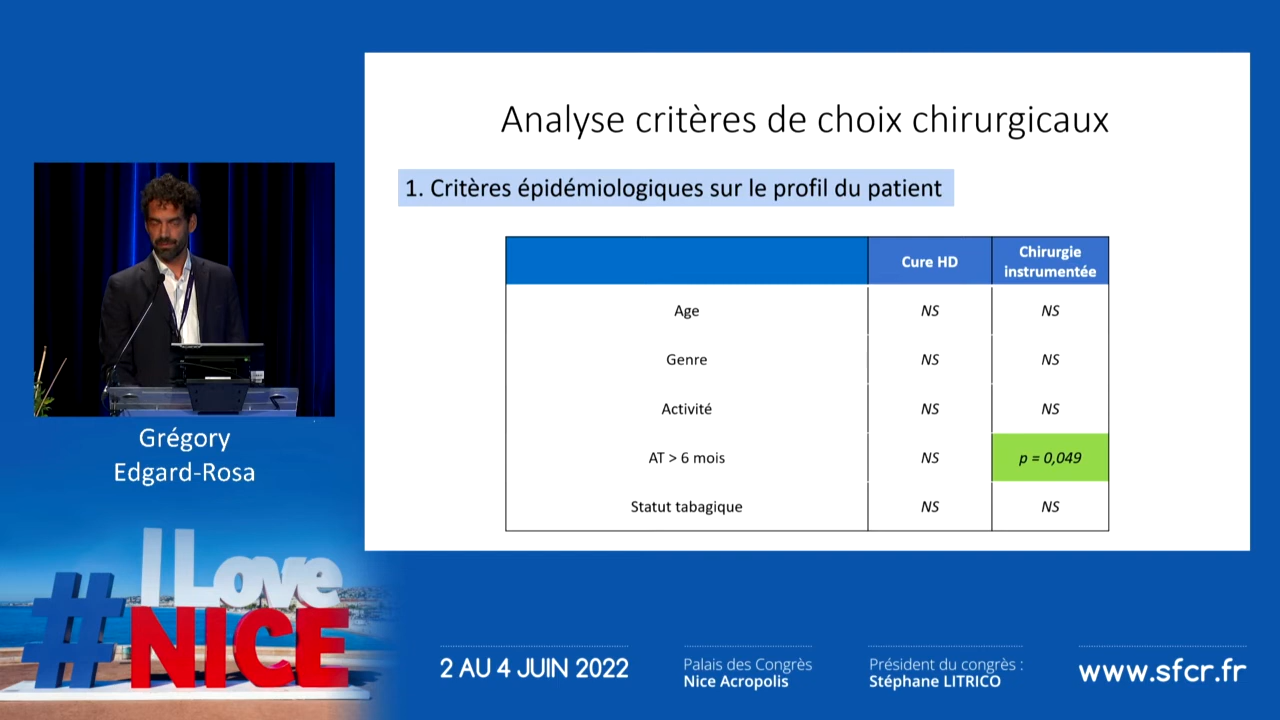 Analyse critères de choix chirurgicaux
1. Critères épidémiologiques sur le profil du patient
Cure HD
Chirurgie
instrumentée
Age NS NS
Genre NS NS
Activité NS NS
AT > 6 mois NS p = 0,049
Statut tabagique NS NS
Grégory
Edgard-Rosa
# I Love
NICE
2 AU 4 JUIN 2022
Palais des Congrès
Nice Acropolis
Président du congrès :
Stéphane LITRICO
www.sfcr.fr